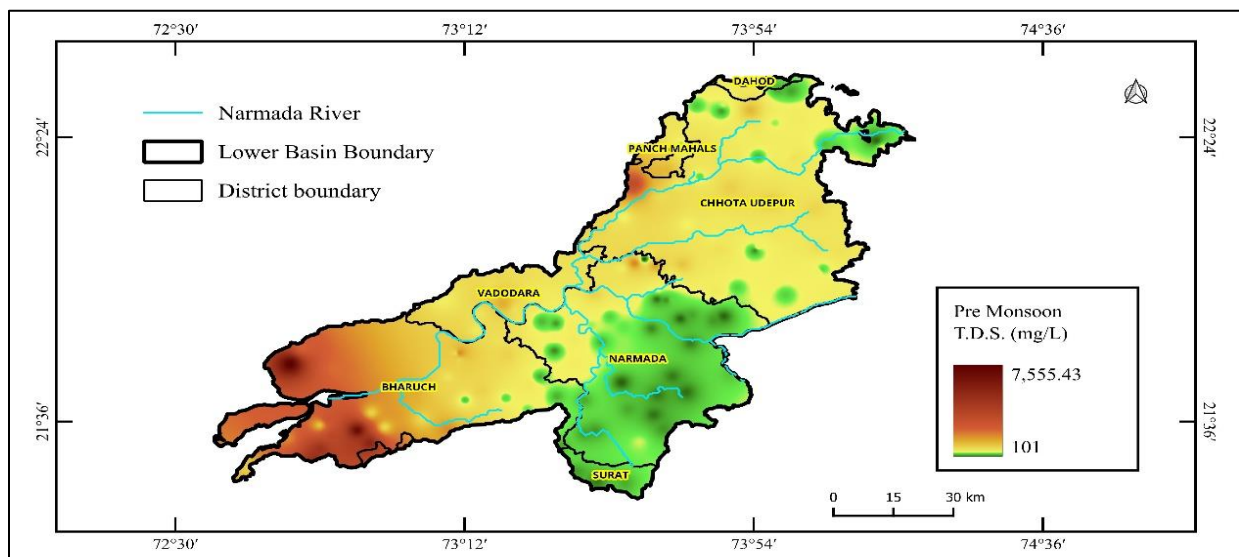 72°30′ 73°12′ 73°54′ 74°36′
Narmada River
Lower Basin Boundary
District boundary
22°24′
22°24′
21°36′
21°36′
DAHOD
PANCH MAHALS
CHHOTA UDEPUR
VADODARA
NARMADA
BHARUCH
SURAT
Pre Monsoon
T.D.S. (mg/L)
7,555.43
101
0 15 30 km
72°30′ 73°12′ 73°54′ 74°36′